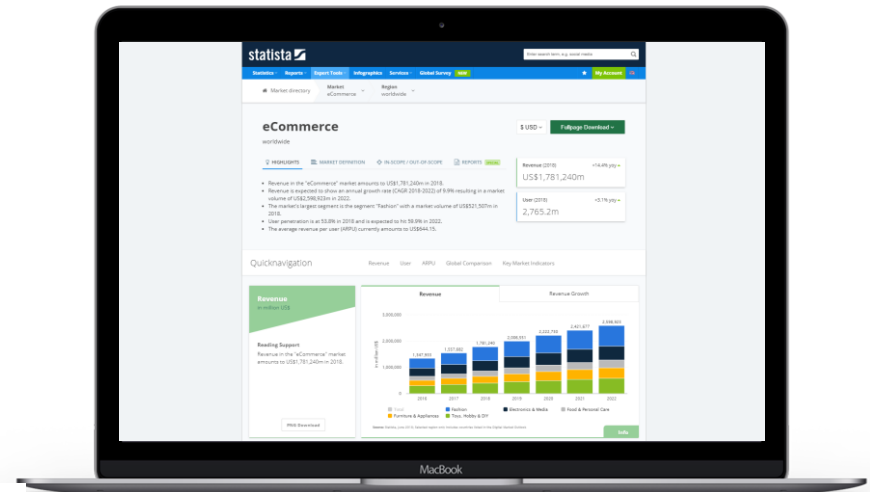 statista
Enter search term, e.g. social media
Statistics Reports Expert Tools Infographics Services Global Survey NEW My Account
Market directory Market eCommerce Region worldwide
eCommerce
worldwide
$ USD Fullpage Download
HIGHLIGHTS MARKET DEFINITION IN-SCOPE / OUT-OF-SCOPE REPORTS
Revenue (2018) +14.4% yoy
US$1,781,240m
User (2018) +5.1% yoy
2,765.2m
• Revenue in the "eCommerce" market amounts to US$1,781,240m in 2018.
• Revenue is expected to show an annual growth rate (CAGR 2018-2022) of 9.9% resulting in a market
volume of US$2,598,923m in 2022.
• The market's largest segment is the segment "Fashion" with a market volume of US$521,507m in
2018.
• User penetration is at 53.8% in 2018 and is expected to hit 59.9% in 2022.
• The average revenue per user (ARPU) currently amounts to US$644.15.
Quicknavigation Revenue User ARPU Global Comparison Key Market Indicators
Revenue
in million US$
Reading Support
Revenue in the "eCommerce" market
amounts to US$1,781,240m in 2018.
PNG Download
Revenue Revenue Growth
in million US$
3,000,000
2,000,000
1,000,000
0
1,781,240
2,421,677
2016 2017 2018 2019 2020 2021 2022
Total Fashion Electronics & Media Food & Personal Care
Furniture & Appliances Toys, Hobby & DIY
Info
MacBook